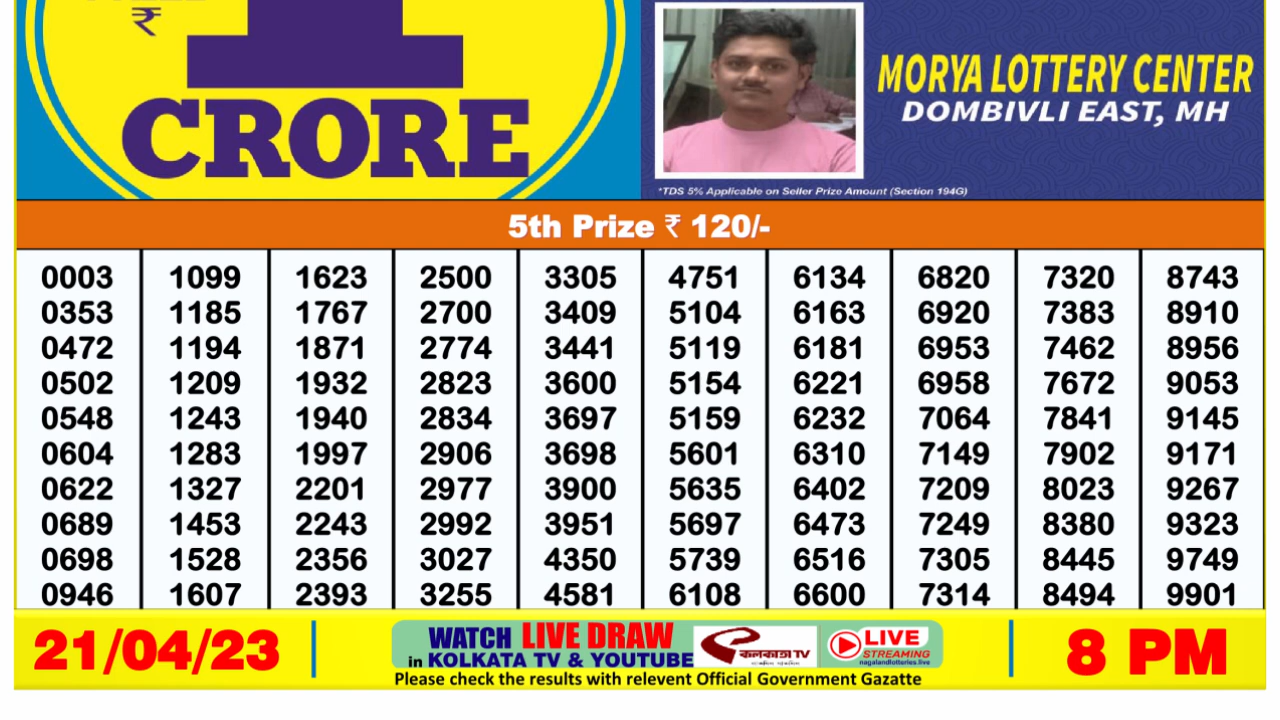 ₹
1
CRORE
MORYA LOTTERY CENTER
DOMBIVLI EAST, MH
*TDS 5% Applicable on Seller Prize Amount (Section 194G)
5th Prize ₹ 120/-
0003 1099 1623 2500 3305 4751 6134 6820 7320 8743
0353 1185 1767 2700 3409 5104 6163 6920 7383 8910
0472 1194 1871 2774 3441 5119 6181 6953 7462 8956
0502 1209 1932 2823 3600 5154 6221 6958 7672 9053
0548 1243 1940 2834 3697 5159 6232 7064 7841 9145
0604 1283 1997 2906 3698 5601 6310 7149 7902 9171
0622 1327 2201 2977 3900 5635 6402 7209 8023 9267
0689 1453 2243 2992 3951 5697 6473 7249 8380 9323
0698 1528 2356 3027 4350 5739 6516 7305 8445 9749
0946 1607 2393 3255 4581 6108 6600 7314 8494 9901
21/04/23
WATCH LIVE DRAW
in KOLKATA TV & YOUTUBE
কলকাতা TV
LIVE
STREAMING
nagalandlotteries.live
Please check the results with relevent Official Government Gazatte
8 PM